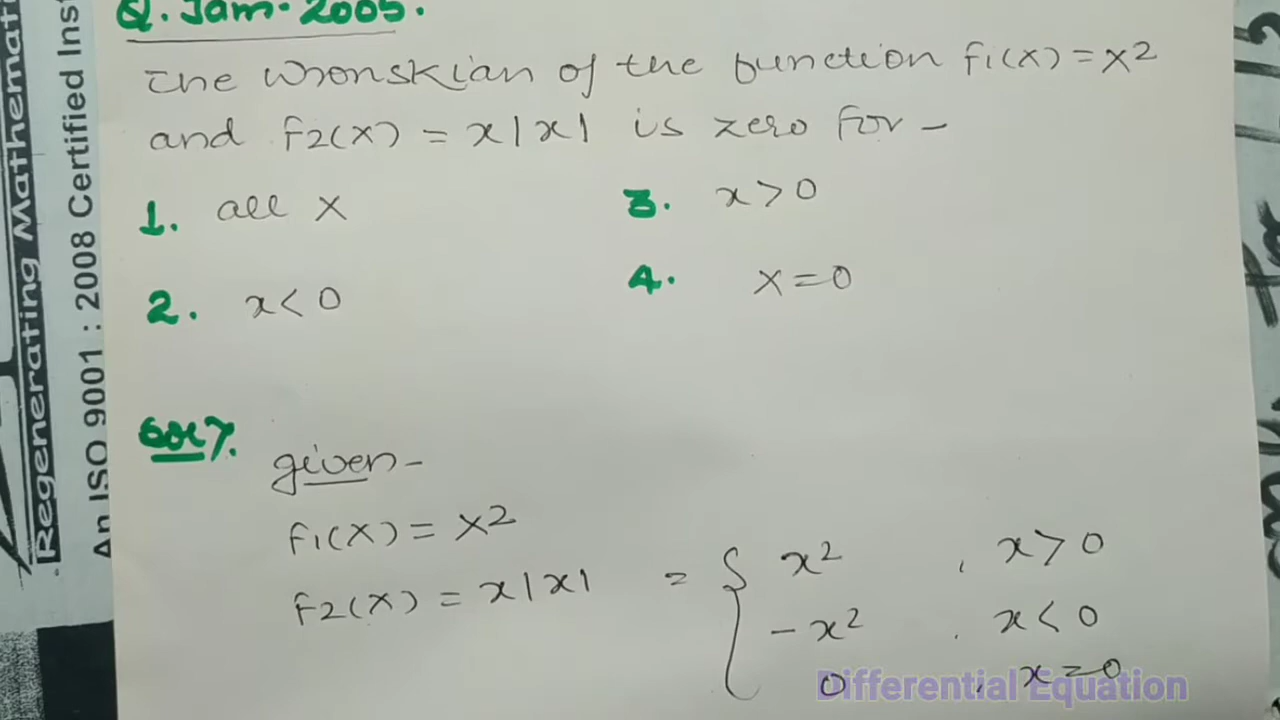 Q. Jam-2005.
The Wronskian of the function f1(x) = x2
and f2(x) = x|x| is zero for -
1. all x
3. x > 0
2. x < 0
4. x = 0
Sol7.
given-
f1(x) = x2
f2(x) = x|x| = { x2 , x > 0
- x2 , x < 0
0 , x = 0
Differential Equation
Regenerating Mathemati
An ISO 9001 : 2008 Certified Inst